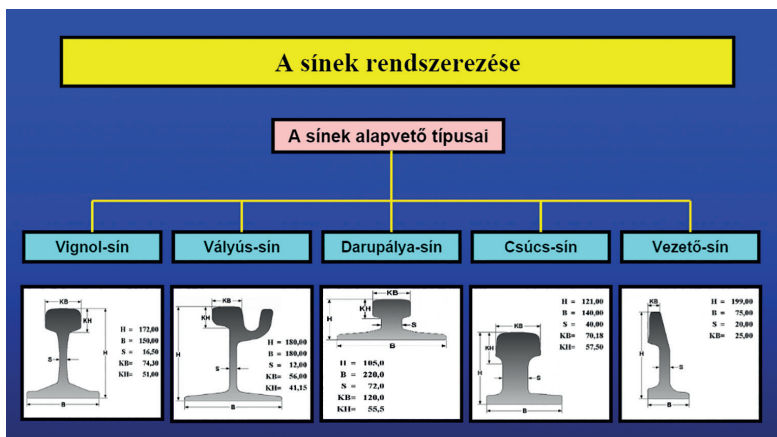 A sínek rendszerezése
A sínek alapvető típusai
Vignol-sín
Vályús-sín
Darupálya-sín
Csúcs-sín
Vezető-sín
KB
KH
H
S
B
H = 172,00
B = 150,00
S = 16,50
KB= 74,30
KH= 51,00
KB
KH
H
S
B
H = 180,00
B = 180,00
S = 12,00
KB= 56,00
KH= 41,15
KB
KH
H
S
B
H = 105,0
B = 220,0
S = 72,0
KB= 120,0
KH= 55,5
KB
KH
H
S
B
H = 121,00
B = 140,00
S = 40,00
KB= 70,18
KH= 57,50
KB
H
S
B
H = 199,00
B = 75,00
S = 20,00
KB= 25,00